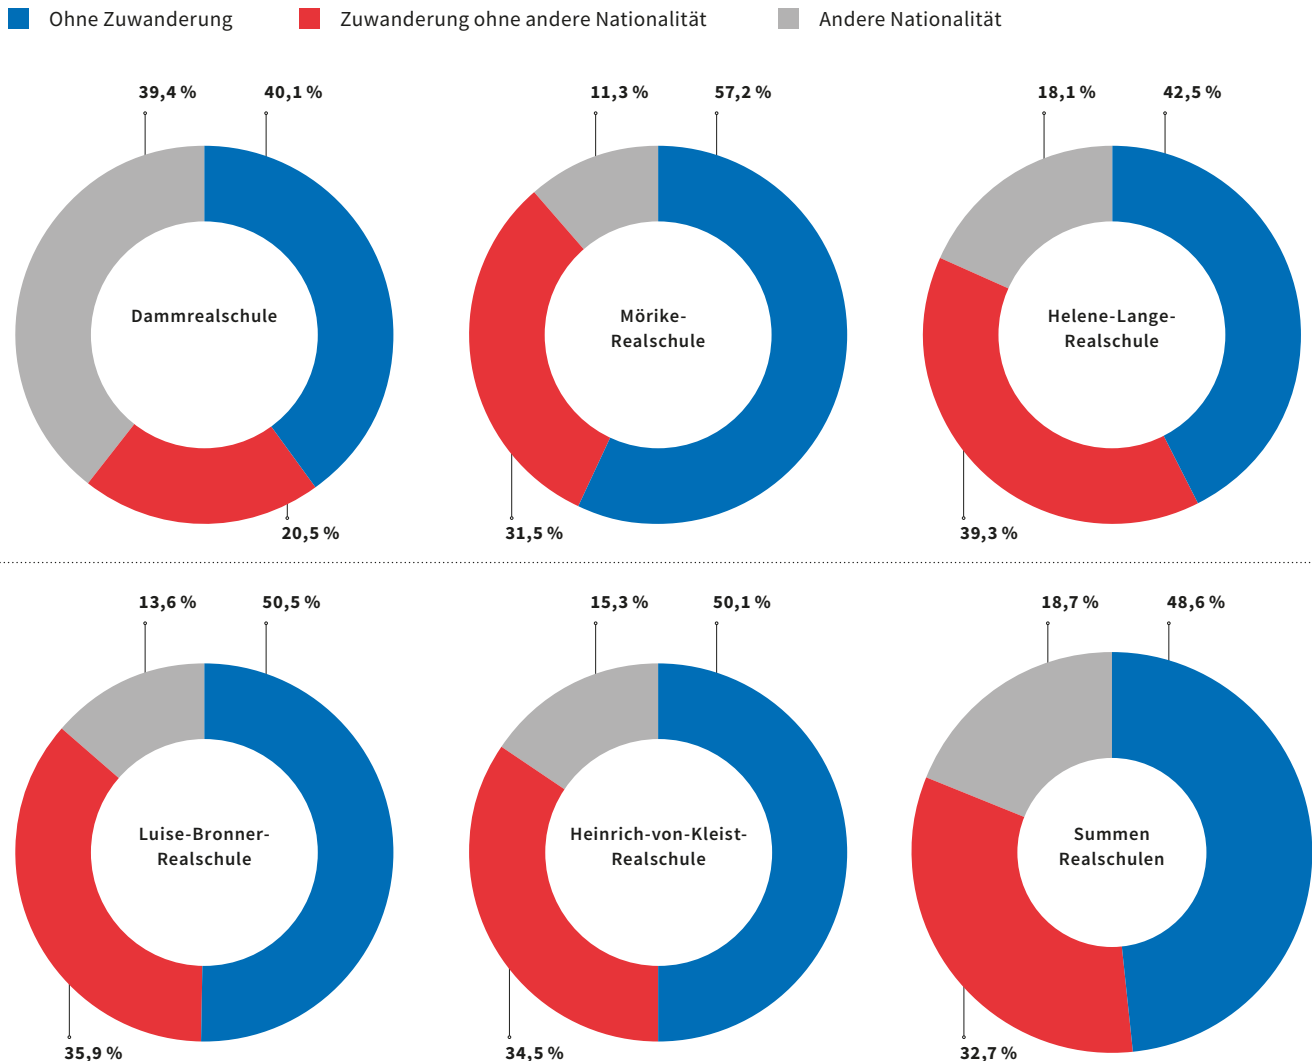 Ohne Zuwanderung
Zuwanderung ohne andere Nationalität
Andere Nationalität
39,4 %
40,1 %
Dammrealschule
20,5 %
11,3 %
57,2 %
Mörike-
Realschule
31,5 %
18,1 %
42,5 %
Helene-Lange-
Realschule
39,3 %
13,6 %
50,5 %
Luise-Bronner-
Realschule
35,9 %
15,3 %
50,1 %
Heinrich-von-Kleist-
Realschule
34,5 %
18,7 %
48,6 %
Summen
Realschulen
32,7 %